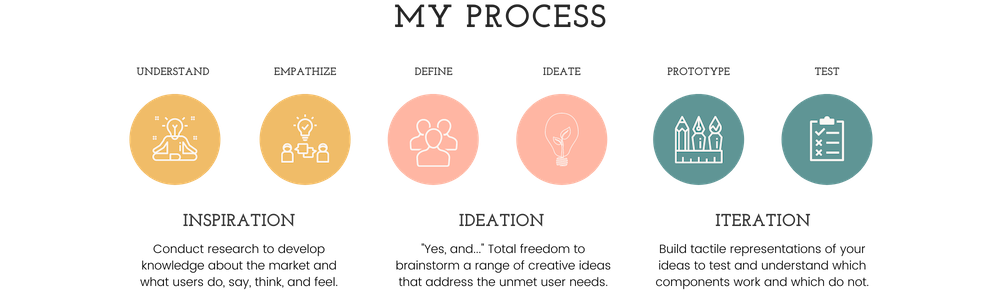 MY PROCESS
UNDERSTAND
EMPATHIZE
DEFINE
IDEATE
PROTOTYPE
TEST
INSPIRATION
Conduct research to develop
knowledge about the market and
what users do, say, think, and feel.
IDEATION
"Yes, and..." Total freedom to
brainstorm a range of creative ideas
that address the unmet user needs.
ITERATION
Build tactile representations of your
ideas to test and understand which
components work and which do not.